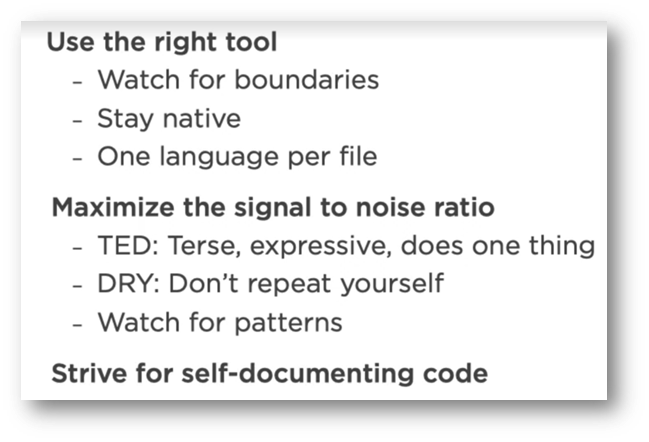 Use the right tool
- Watch for boundaries
- Stay native
- One language per file
Maximize the signal to noise ratio
- TED: Terse, expressive, does one thing
- DRY: Don’t repeat yourself
- Watch for patterns
Strive for self-documenting code